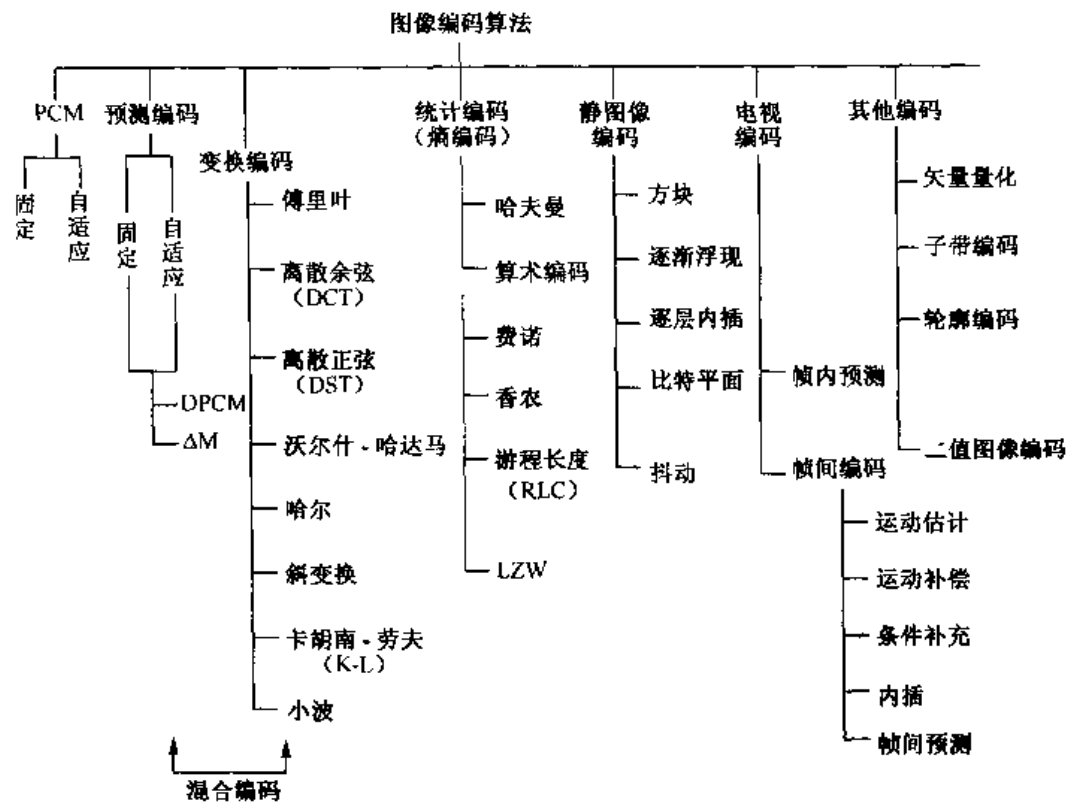 图像编码算法
PCM
固定
自适应
预测编码
固定
自适应
DPCM
ΔM
变换编码
傅里叶
离散余弦
（DCT）
离散正弦
（DST）
沃尔什-哈达马
哈尔
斜变换
卡胡南-劳夫
（K-L）
小波
混合编码
统计编码
（熵编码）
哈夫曼
算术编码
费诺
香农
游程长度
（RLC）
LZW
静图像
编码
方块
逐渐浮现
逐层内插
比特平面
抖动
电视
编码
帧内预测
帧间编码
运动估计
运动补偿
条件补充
内插
帧间预测
其他编码
矢量量化
子带编码
轮廓编码
二值图像编码